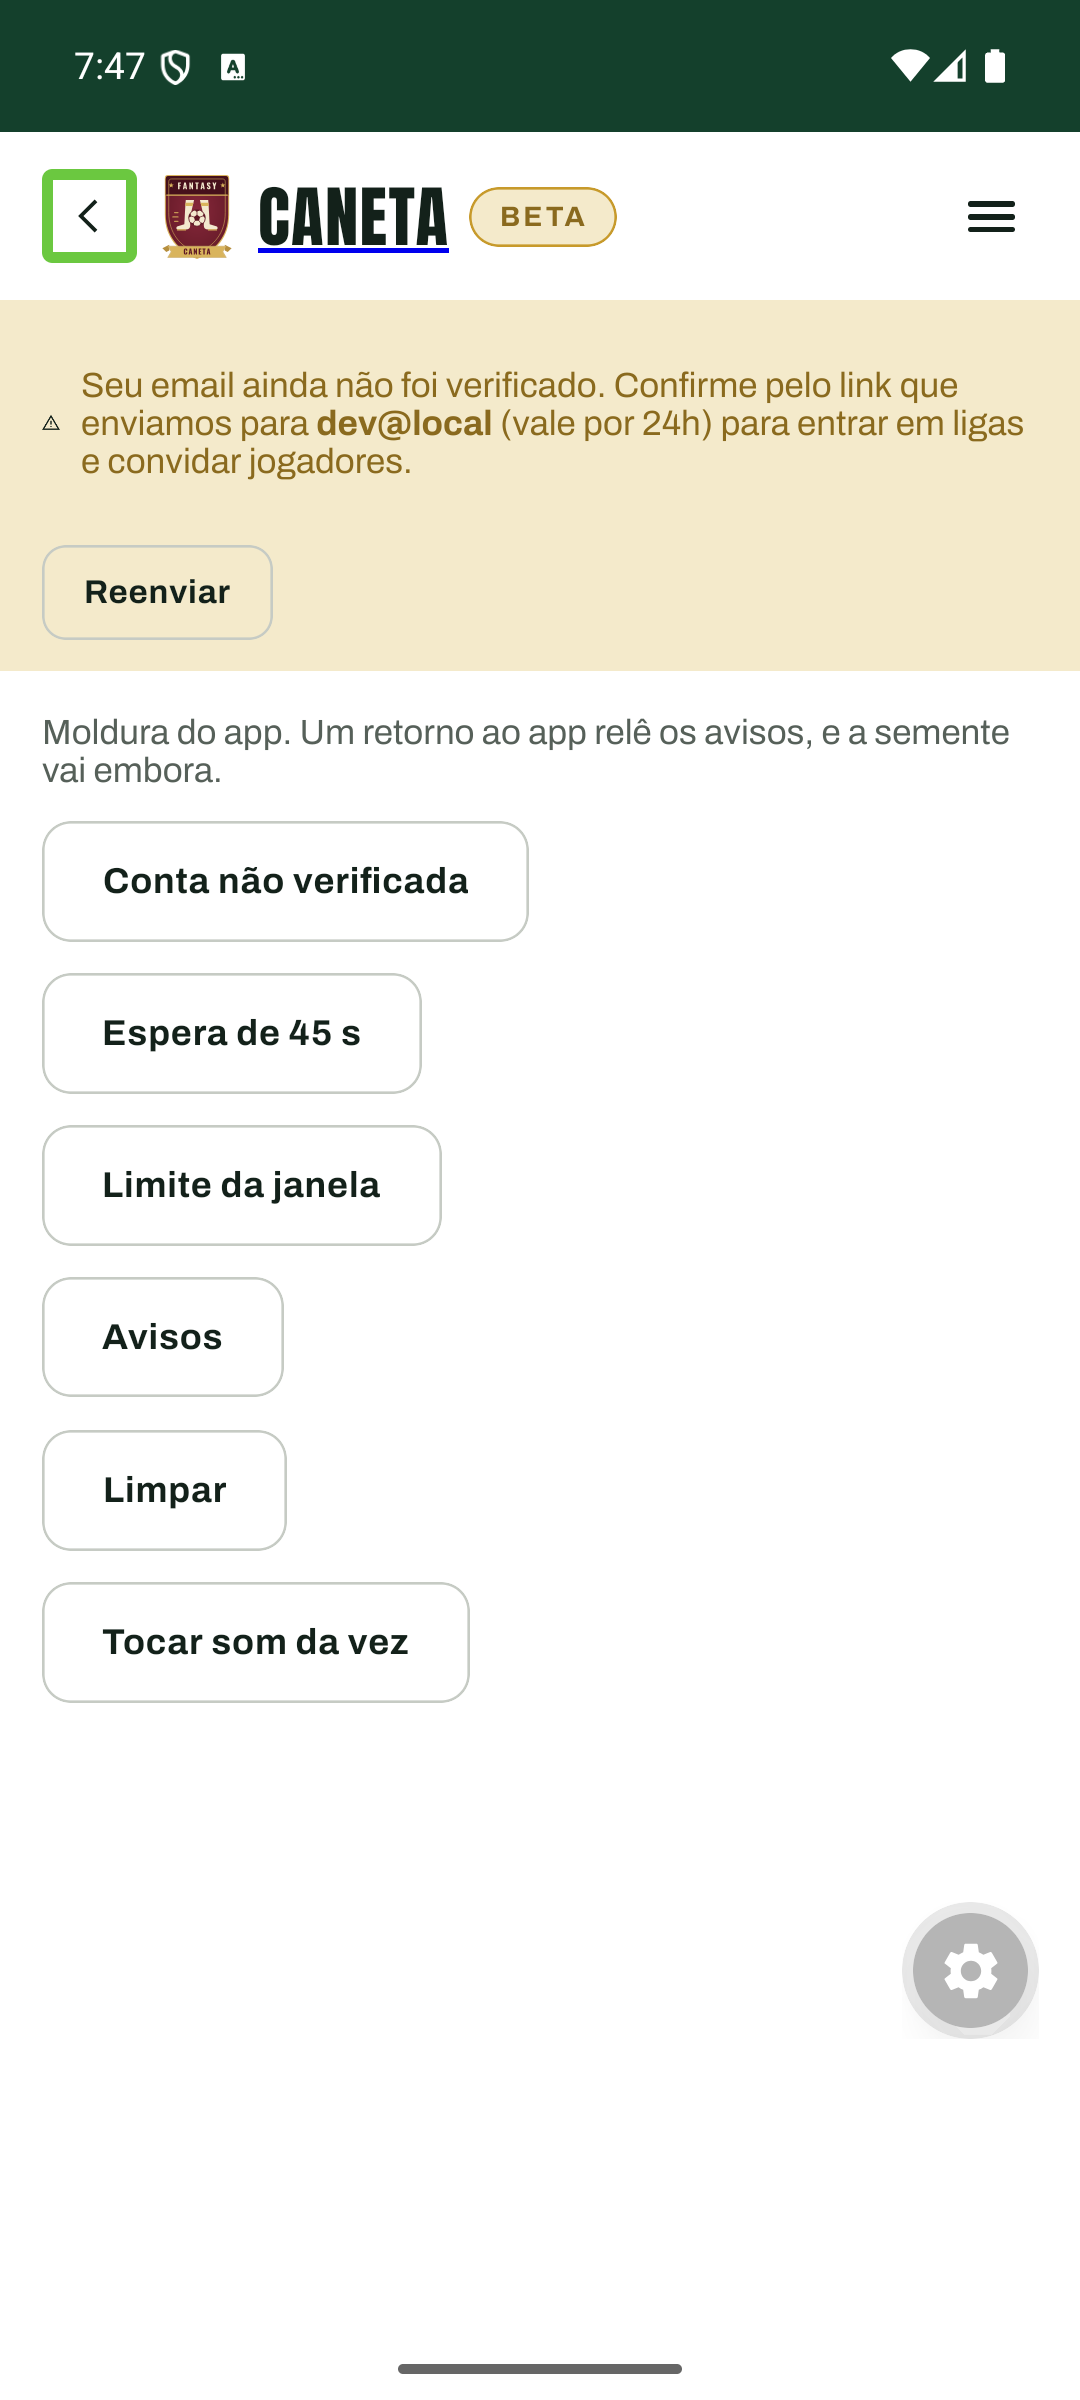 7:47
A
FANTASY
CANETA
CANETA
BETA
Seu email ainda não foi verificado. Confirme pelo link que
enviamos para dev@local (vale por 24h) para entrar em ligas
e convidar jogadores.
Reenviar
Moldura do app. Um retorno ao app relê os avisos, e a semente
vai embora.
Conta não verificada
Espera de 45 s
Limite da janela
Avisos
Limpar
Tocar som da vez